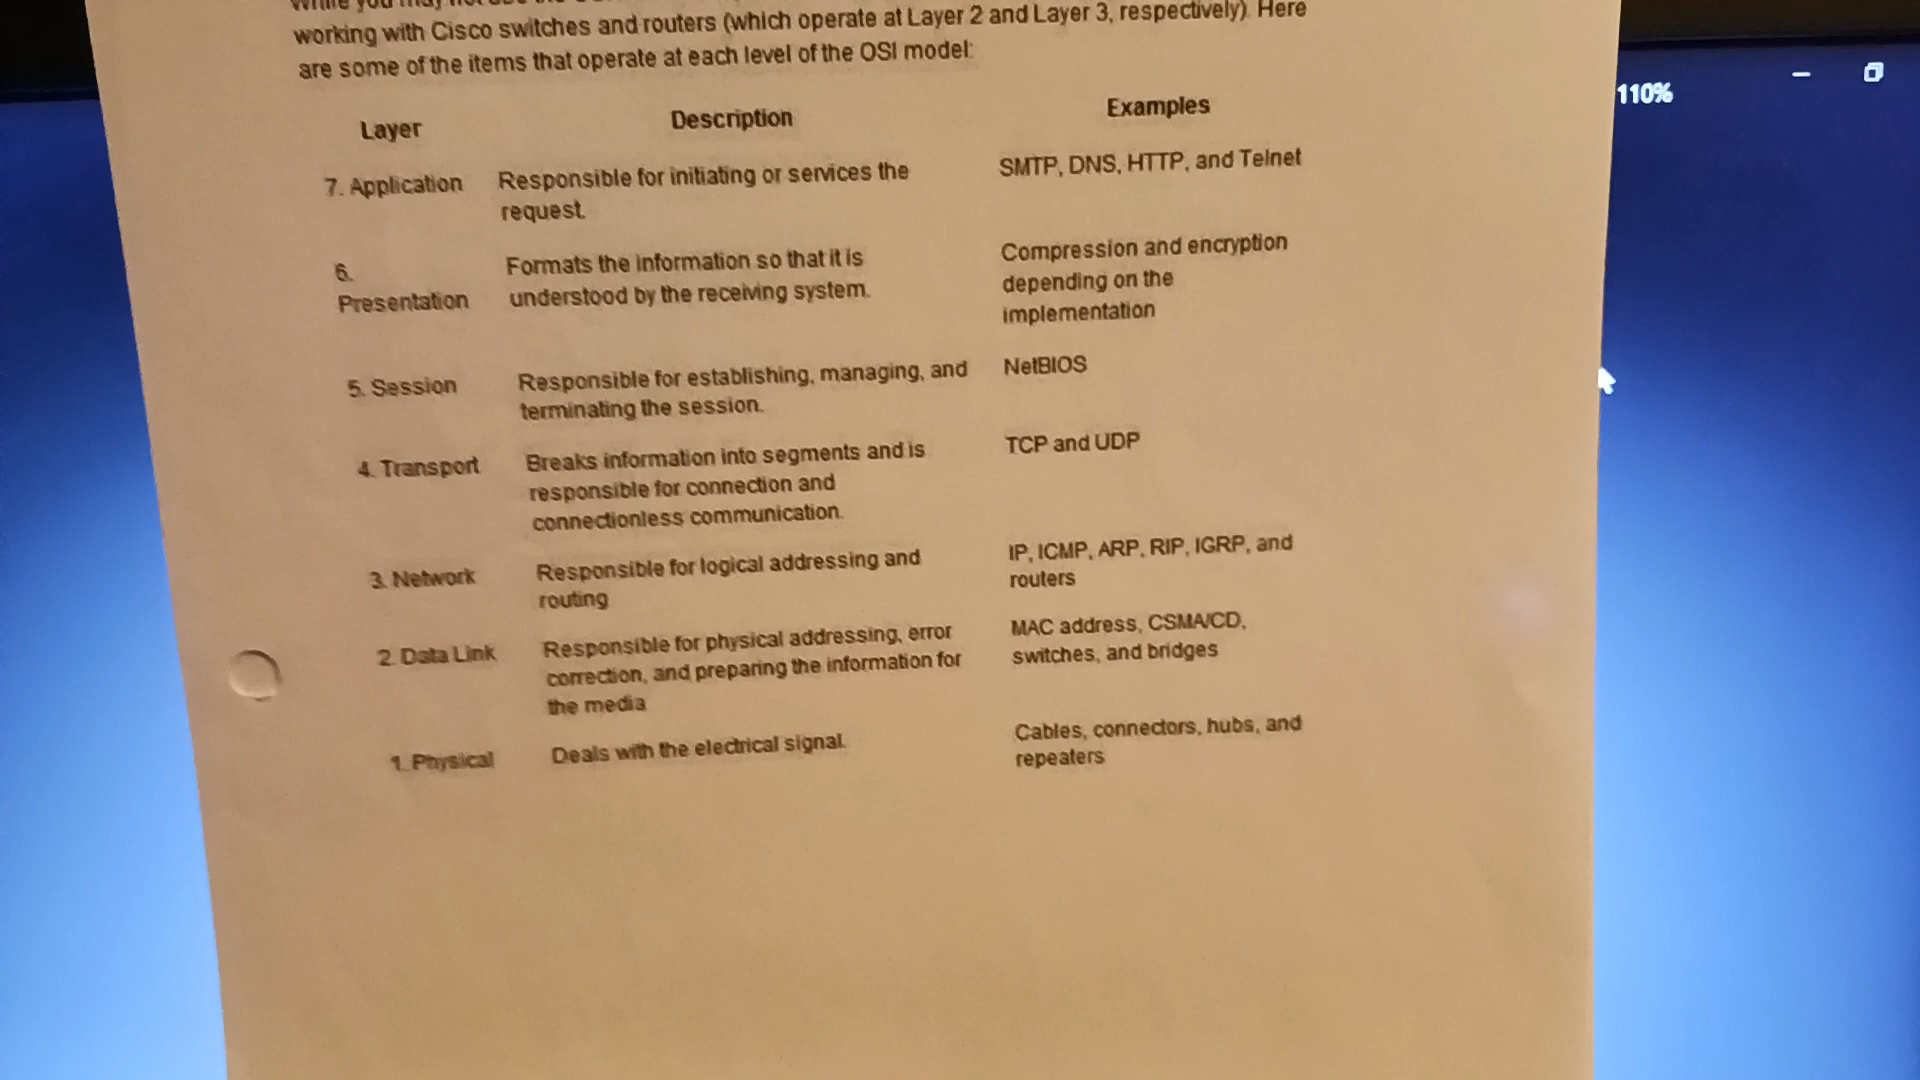 While you may not use the
working with Cisco switches and routers (which operate at Layer 2 and Layer 3, respectively). Here
are some of the items that operate at each level of the OSI model:
Layer Description Examples
7. Application Responsible for initiating or services the SMTP, DNS, HTTP, and Telnet
request.
6. Formats the information so that it is Compression and encryption
Presentation understood by the receiving system. depending on the
implementation
5. Session Responsible for establishing, managing, and NetBIOS
terminating the session.
4. Transport Breaks information into segments and is TCP and UDP
responsible for connection and
connectionless communication.
3. Network Responsible for logical addressing and IP, ICMP, ARP, RIP, IGRP, and
routing routers
2. Data Link Responsible for physical addressing, error MAC address, CSMA/CD,
correction, and preparing the information for switches, and bridges
the media
1. Physical Deals with the electrical signal. Cables, connectors, hubs, and
repeaters
110%